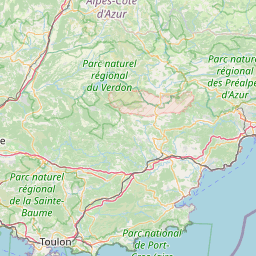 Alpes-Côte
d'Azur
Parc naturel
régional
du Verdon
Parc naturel
régional
des Préalpes
d'Azur
Parc naturel
régional
de la Sainte-
Baume
Toulon
Parc national
de Port-